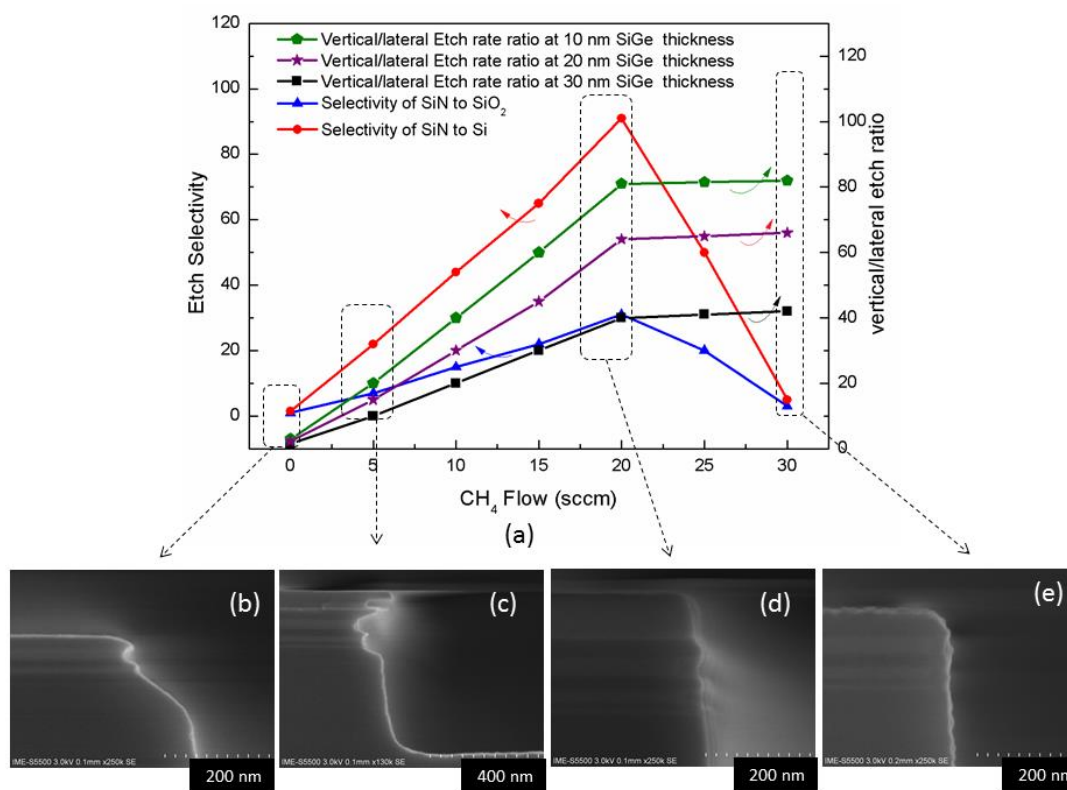 120
100
80
60
40
20
0
Etch Selectivity
Vertical/lateral Etch rate ratio at 10 nm SiGe thickness
Vertical/lateral Etch rate ratio at 20 nm SiGe thickness
Vertical/lateral Etch rate ratio at 30 nm SiGe thickness
Selectivity of SiN to SiO₂
Selectivity of SiN to Si
120
100
80
60
40
20
0
vertical/lateral etch ratio
0 5 10 15 20 25 30
CH₄ Flow (sccm)
(a)
(b)
IME-S5500 3.0kV 0.1mm x250k SE
200 nm
(c)
IME-S5500 3.0kV 0.1mm x130k SE
400 nm
(d)
IME-S5500 3.0kV 0.1mm x250k SE
200 nm
(e)
IME-S5500 3.0kV 0.2mm x250k SE
200 nm